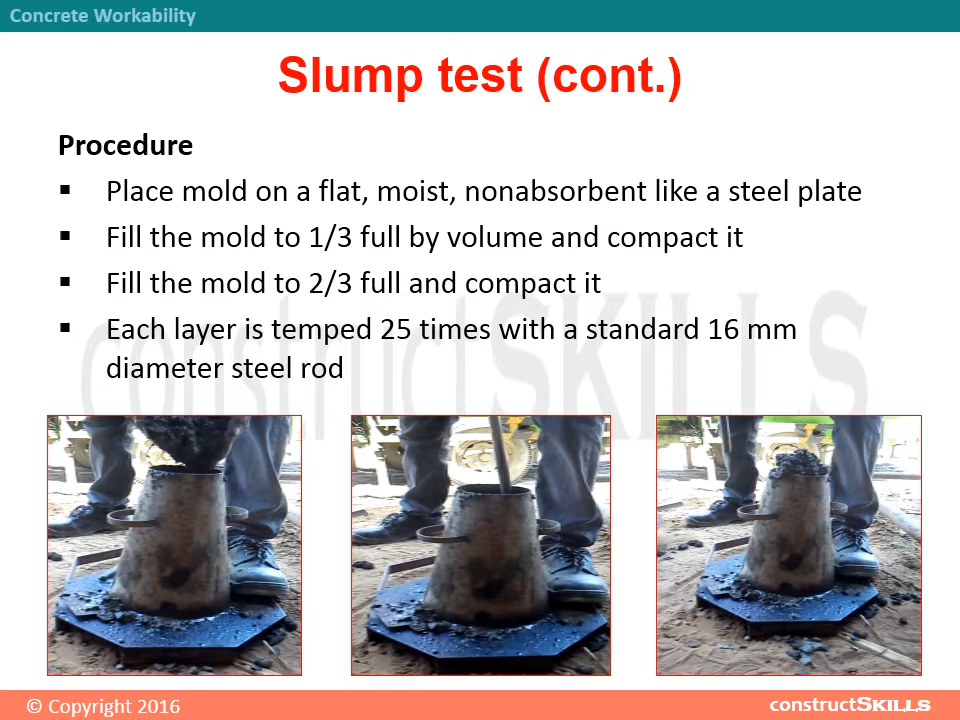 Concrete Workability
Slump test (cont.)
Procedure
▪ Place mold on a flat, moist, nonabsorbent like a steel plate
▪ Fill the mold to 1/3 full by volume and compact it
▪ Fill the mold to 2/3 full and compact it
▪ Each layer is temped 25 times with a standard 16 mm
diameter steel rod
constructSKILLS
© Copyright 2016
constructSKILLS